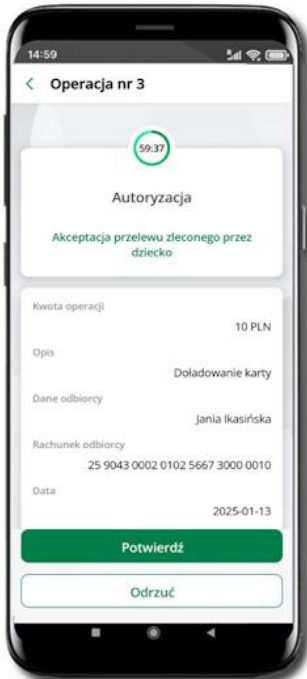 14:59
Operacja nr 3
59:37
Autoryzacja
Akceptacja przelewu zleconego przez
dziecko
Kwota operacji
10 PLN
Opis
Doładowanie karty
Dane odbiorcy
Jania Ikasińska
Rachunek odbiorcy
25 9043 0002 0102 5667 3000 0010
Data
2025-01-13
Potwierdź
Odrzuć